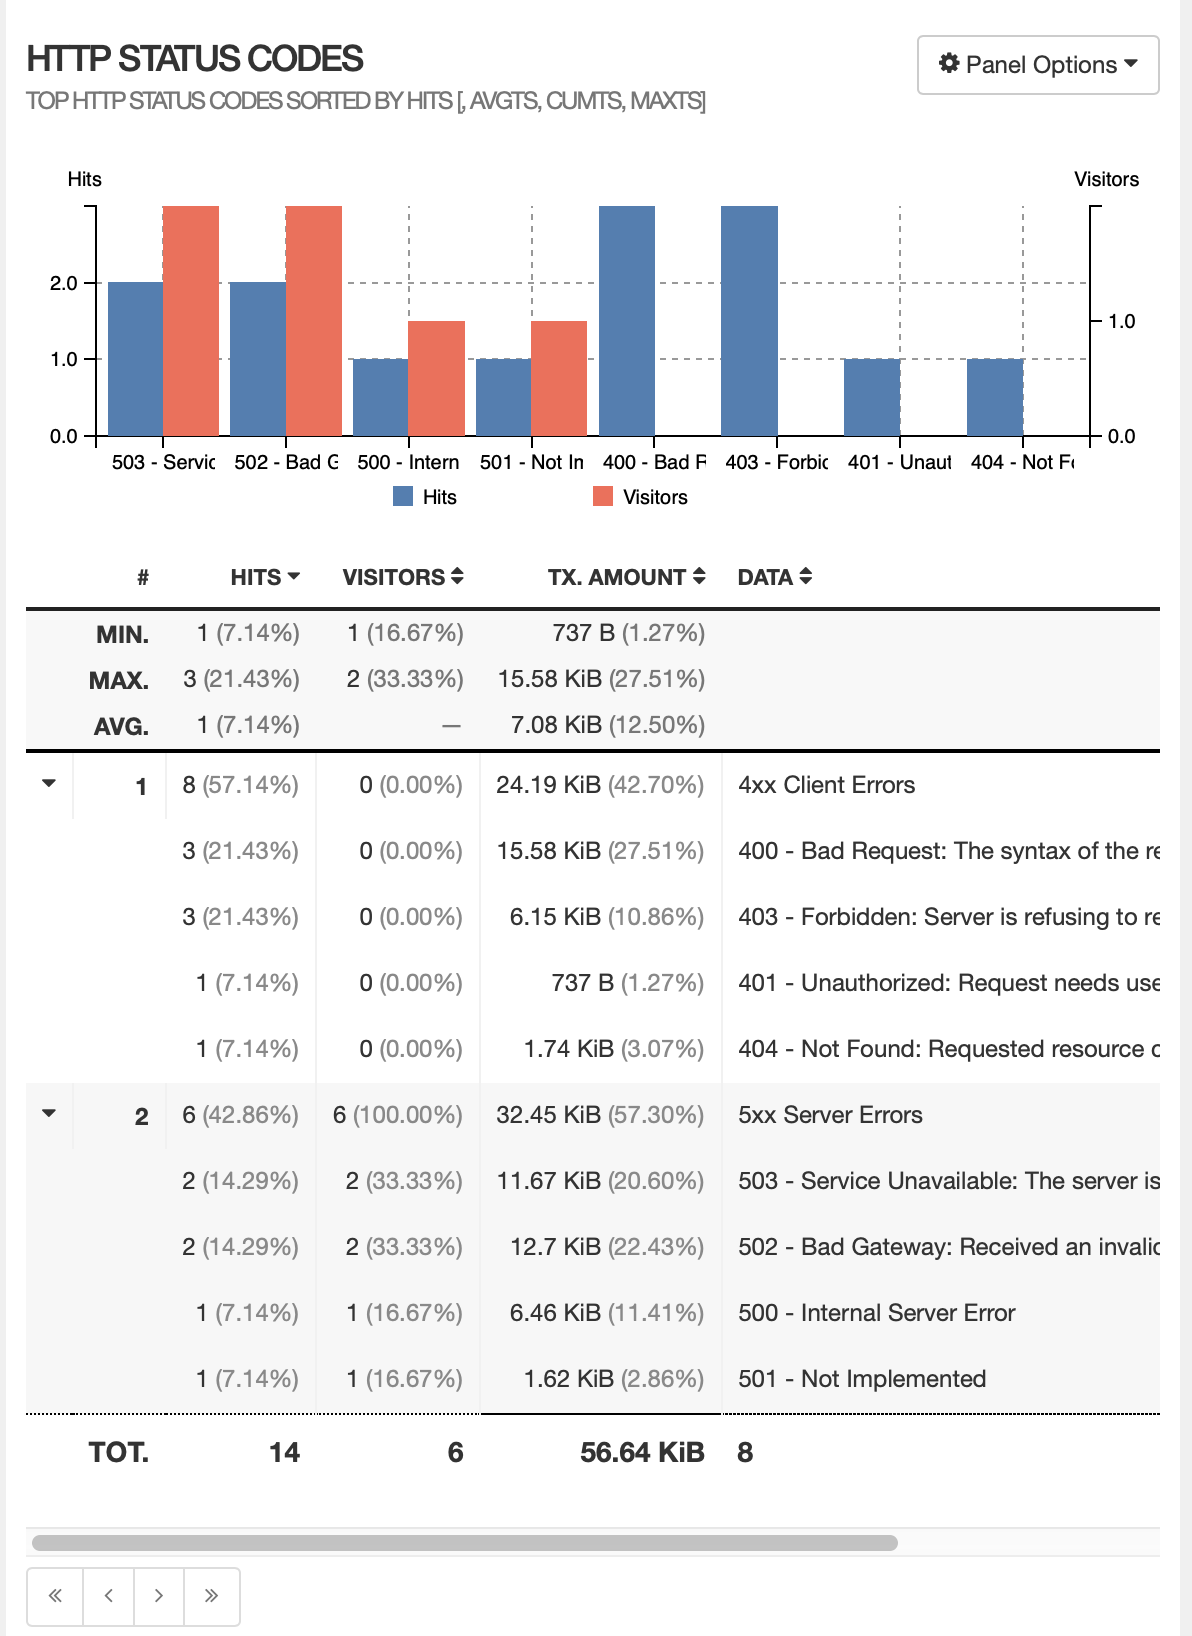 HTTP STATUS CODES
Panel Options
TOP HTTP STATUS CODES SORTED BY HITS [, AVGTS, CUMTS, MAXTS]
Hits Visitors
2.0
1.0
1.0
0.0 0.0
503 - Servic 502 - Bad G 500 - Intern 501 - Not In 400 - Bad R 403 - Forbic 401 - Unaut 404 - Not Fo
Hits Visitors
# HITS VISITORS TX. AMOUNT DATA
MIN. 1 (7.14%) 1 (16.67%) 737 B (1.27%)
MAX. 3 (21.43%) 2 (33.33%) 15.58 KiB (27.51%)
AVG. 1 (7.14%) — 7.08 KiB (12.50%)
1 8 (57.14%) 0 (0.00%) 24.19 KiB (42.70%) 4xx Client Errors
3 (21.43%) 0 (0.00%) 15.58 KiB (27.51%) 400 - Bad Request: The syntax of the re
3 (21.43%) 0 (0.00%) 6.15 KiB (10.86%) 403 - Forbidden: Server is refusing to re
1 (7.14%) 0 (0.00%) 737 B (1.27%) 401 - Unauthorized: Request needs use
1 (7.14%) 0 (0.00%) 1.74 KiB (3.07%) 404 - Not Found: Requested resource c
2 6 (42.86%) 6 (100.00%) 32.45 KiB (57.30%) 5xx Server Errors
2 (14.29%) 2 (33.33%) 11.67 KiB (20.60%) 503 - Service Unavailable: The server is
2 (14.29%) 2 (33.33%) 12.7 KiB (22.43%) 502 - Bad Gateway: Received an invalic
1 (7.14%) 1 (16.67%) 6.46 KiB (11.41%) 500 - Internal Server Error
1 (7.14%) 1 (16.67%) 1.62 KiB (2.86%) 501 - Not Implemented
TOT. 14 6 56.64 KiB 8